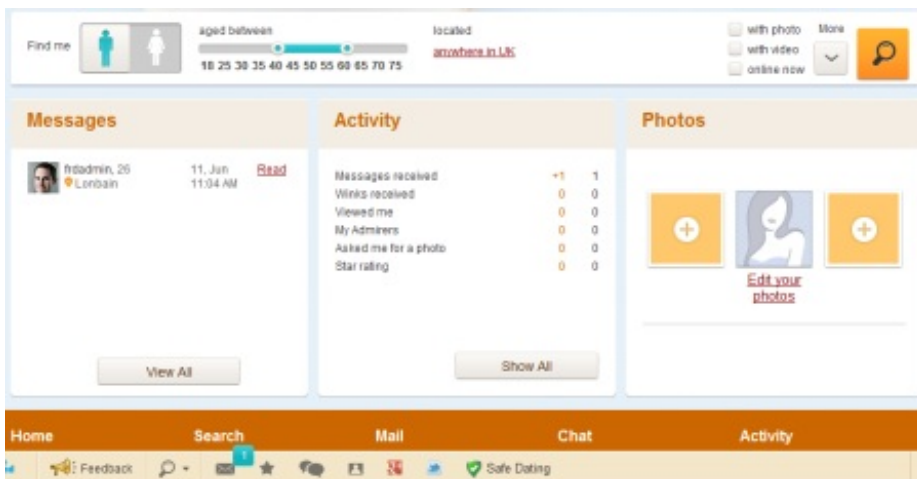 Find me
aged between
18 25 30 35 40 45 50 55 60 65 70 75
located
anywhere in UK
with photo
with video
online now
More
Messages
frdadmin, 26
Lonbain
11, Jun
11:04 AM
Read
View All
Activity
Messages received +1 1
Winks received 0 0
Viewed me 0 0
My Admirers 0 0
Asked me for a photo 0 0
Star rating 0 0
Show All
Photos
Edit your
photos
Home Search Mail Chat Activity
Feedback 1 Safe Dating